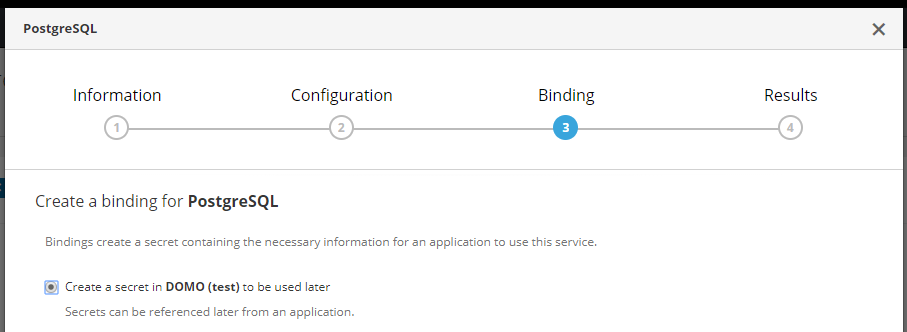 PostgreSQL
Information Configuration Binding Results
1 2 3 4
Create a binding for PostgreSQL
Bindings create a secret containing the necessary information for an application to use this service.
Create a secret in DOMO (test) to be used later
Secrets can be referenced later from an application.